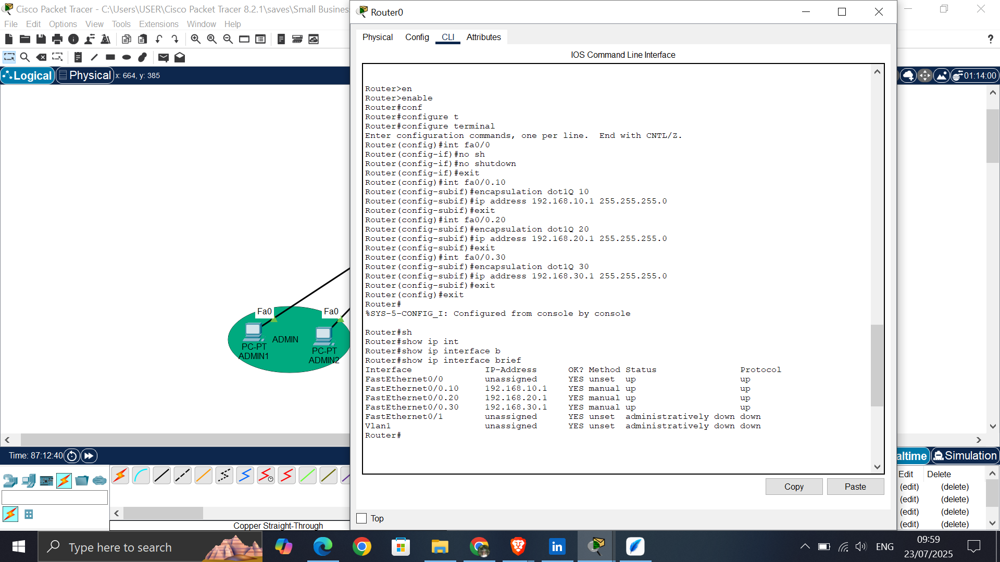 Cisco Packet Tracer - C:\Users\USER\Cisco Packet Tracer 8.2.1\saves\Small Business
File Edit Options View Tools Extensions Window Help
Logical Physical x: 664, y: 385
01:14:00
Router0
Physical Config CLI Attributes
IOS Command Line Interface
Router>en
Router>enable
Router#conf
Router#configure t
Router#configure terminal
Enter configuration commands, one per line.  End with CNTL/Z.
Router(config)#int fa0/0
Router(config-if)#no sh
Router(config-if)#no shutdown
Router(config-if)#exit
Router(config)#int fa0/0.10
Router(config-subif)#encapsulation dot1Q 10
Router(config-subif)#ip address 192.168.10.1 255.255.255.0
Router(config-subif)#exit
Router(config)#int fa0/0.20
Router(config-subif)#encapsulation dot1Q 20
Router(config-subif)#ip address 192.168.20.1 255.255.255.0
Router(config-subif)#exit
Router(config)#int fa0/0.30
Router(config-subif)#encapsulation dot1Q 30
Router(config-subif)#ip address 192.168.30.1 255.255.255.0
Router(config-subif)#exit
Router(config)#exit
Router#
%SYS-5-CONFIG_I: Configured from console by console
Router#sh
Router#show ip int
Router#show ip interface b
Router#show ip interface brief
Interface IP-Address OK? Method Status Protocol
FastEthernet0/0 unassigned YES unset up up
FastEthernet0/0.10 192.168.10.1 YES manual up up
FastEthernet0/0.20 192.168.20.1 YES manual up up
FastEthernet0/0.30 192.168.30.1 YES manual up up
FastEthernet0/1 unassigned YES unset administratively down down
Vlan1 unassigned YES unset administratively down down
Router#
Copy Paste
Top
Fa0 Fa0
ADMIN
PC-PT
ADMIN1
PC-PT
ADMIN2
Time: 87:12:40
altime Simulation
Edit Delete
(edit) (delete)
(edit) (delete)
(edit) (delete)
(edit) (delete)
Copper Straight-Through
Type here to search
in
ENG
09:59
23/07/2025